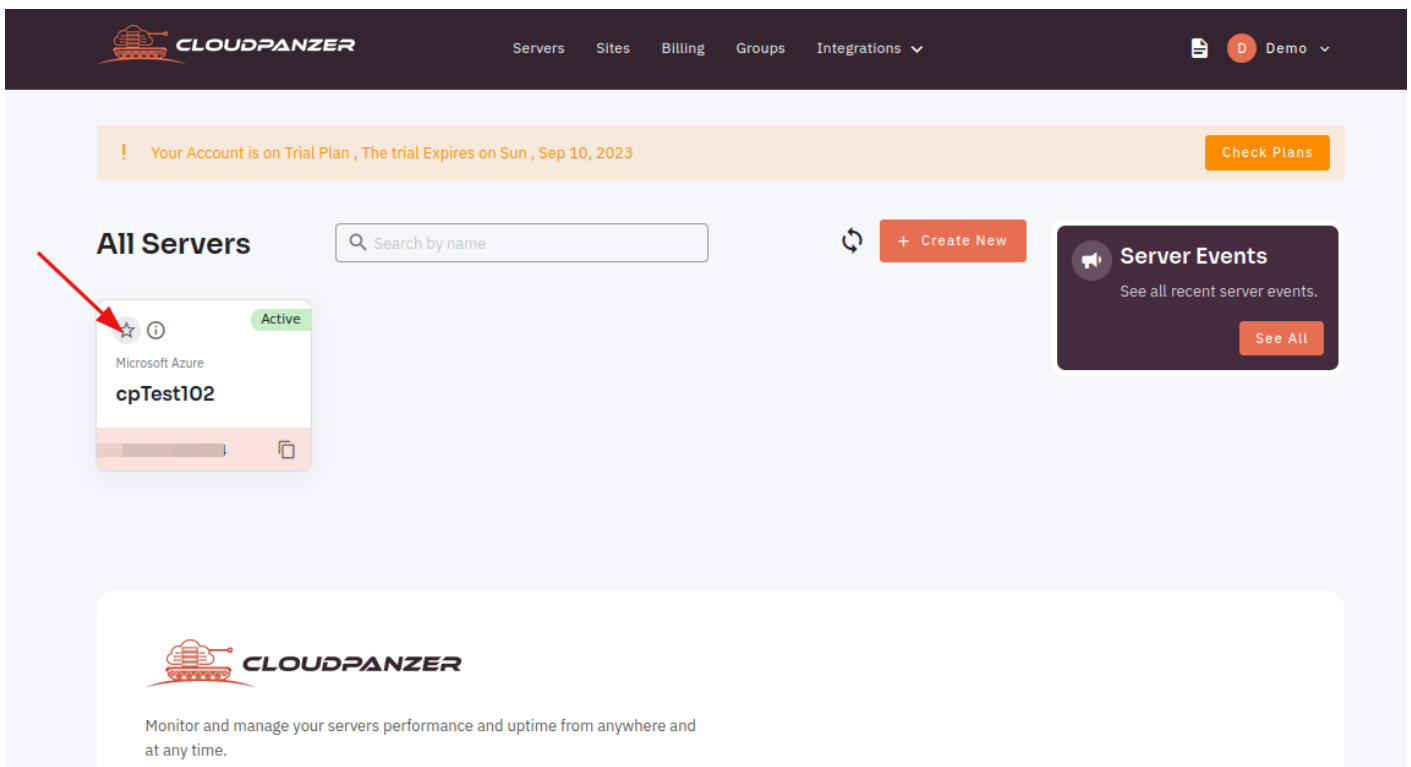 CLOUDPANZER
Servers Sites Billing Groups Integrations
D Demo
! Your Account is on Trial Plan , The trial Expires on Sun , Sep 10, 2023
Check Plans
All Servers
Search by name
+ Create New
Server Events
See all recent server events.
See All
Active
Microsoft Azure
cpTest102
CLOUDPANZER
Monitor and manage your servers performance and uptime from anywhere and
at any time.